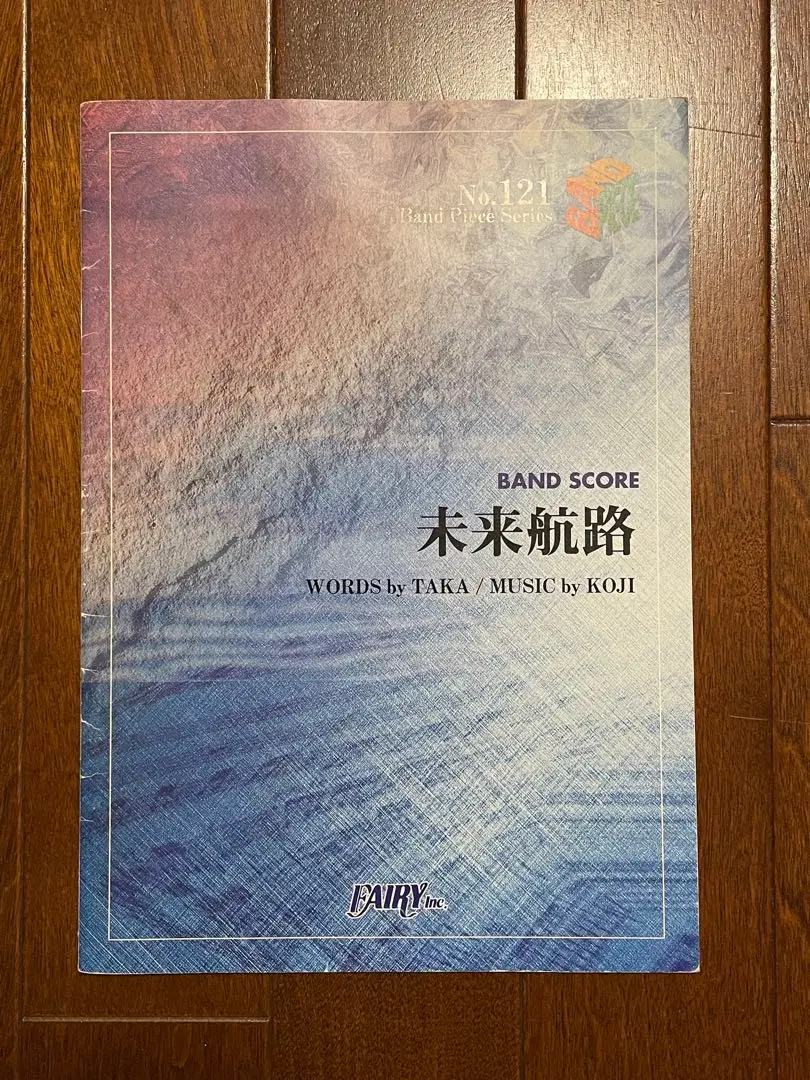 No.121
Band Piece Series
BAND
BAND SCORE
未来航路
WORDS by TAKA / MUSIC by KOJI
FAIRY Inc.